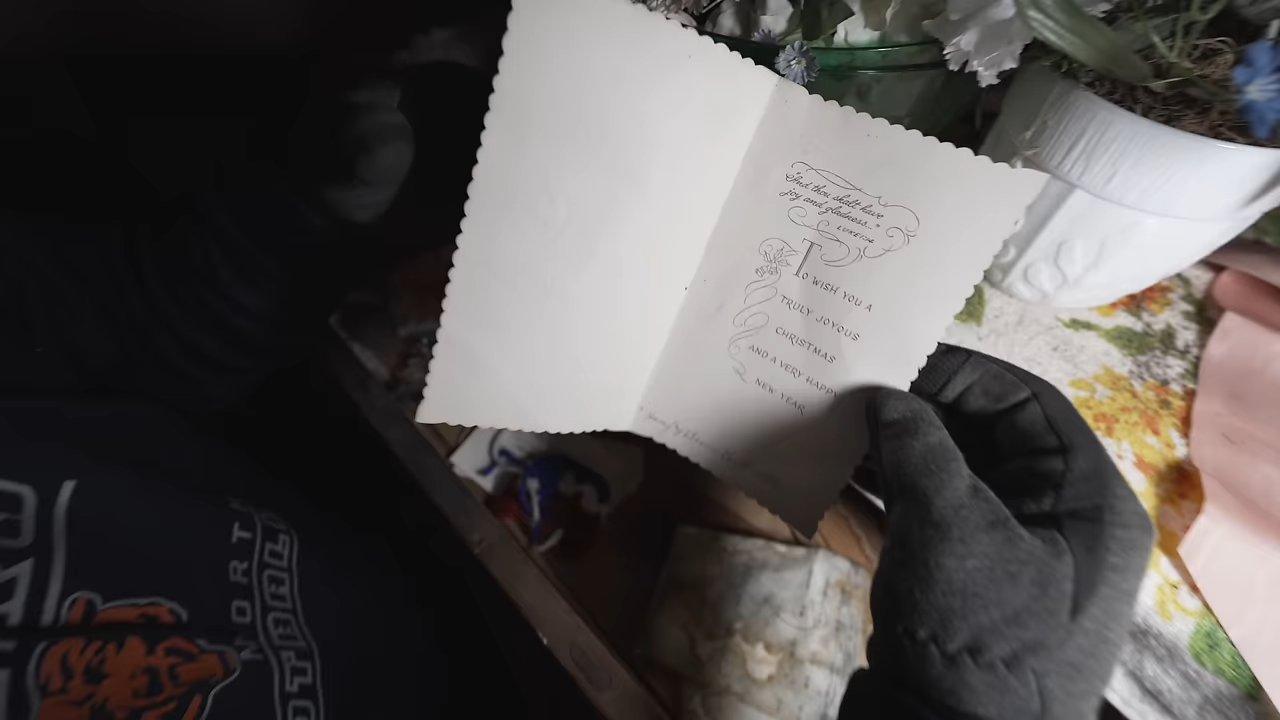 "And thou shalt have
joy and gladness..."
LUKE 1:14
TO WISH YOU A
TRULY JOYOUS
CHRISTMAS
AND A VERY HAPPY
NEW YEAR
NORTH